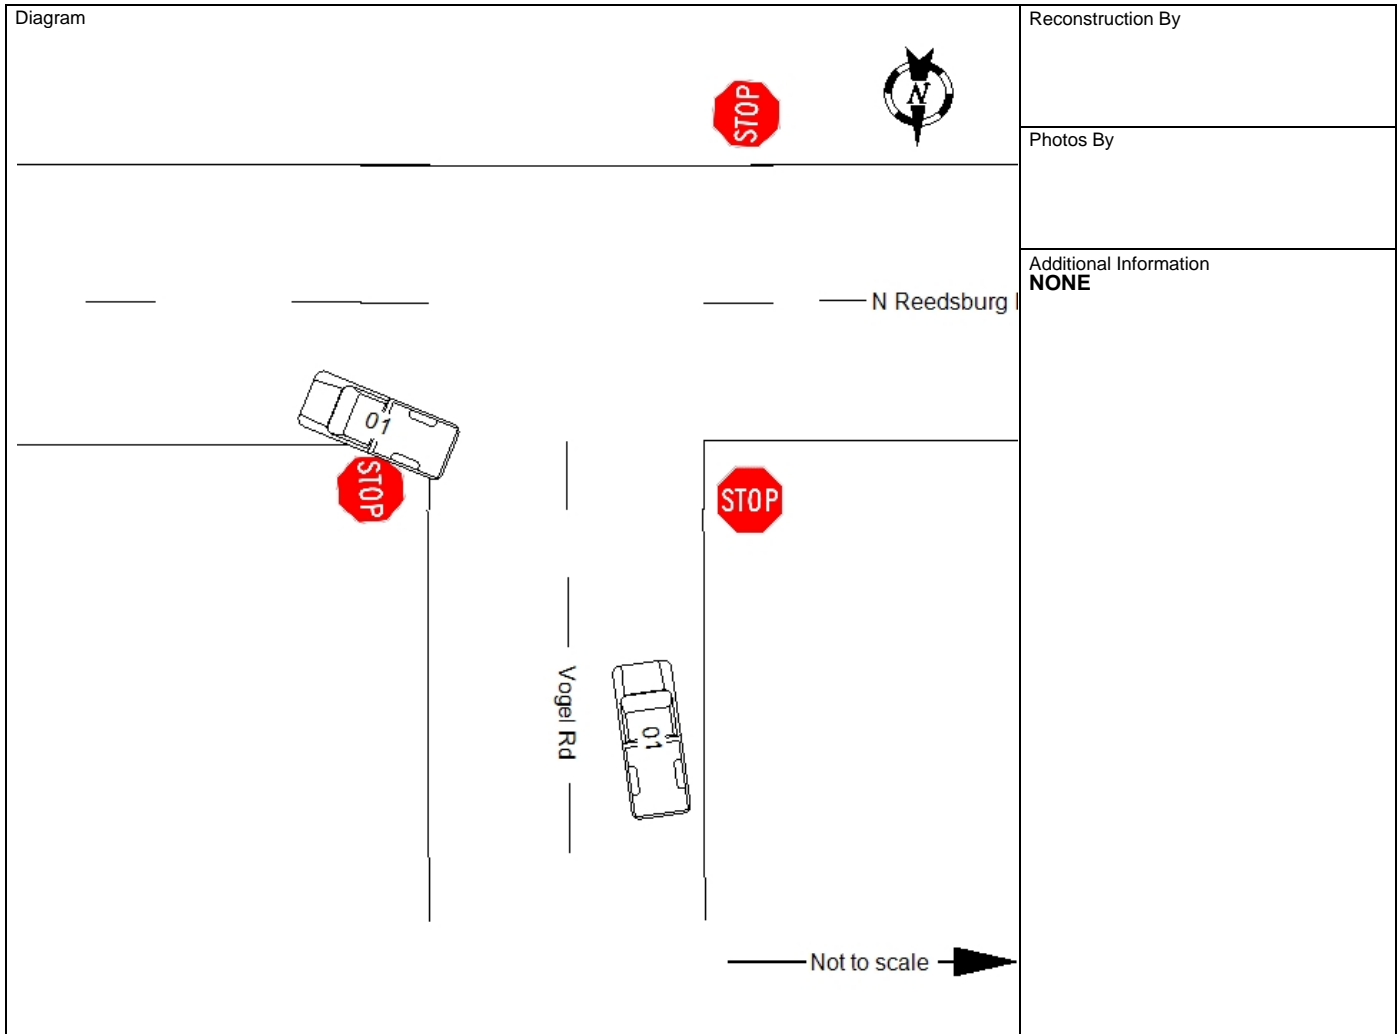 Diagram
Reconstruction By
Photos By
Additional Information
NONE
STOP
N
N Reedsburg
01
STOP
STOP
Vogel Rd
01
Not to scale